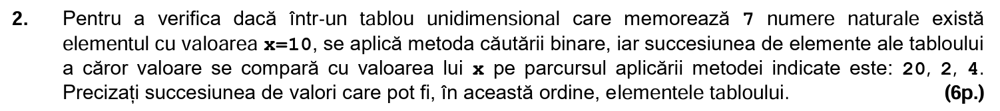 2. Pentru a verifica dacă într-un tablou unidimensional care memorează 7 numere naturale există
elementul cu valoarea x=10, se aplică metoda căutării binare, iar succesiunea de elemente ale tabloului
a căror valoare se compară cu valoarea lui x pe parcursul aplicării metodei indicate este: 20, 2, 4.
Precizați succesiunea de valori care pot fi, în această ordine, elementele tabloului. (6p.)